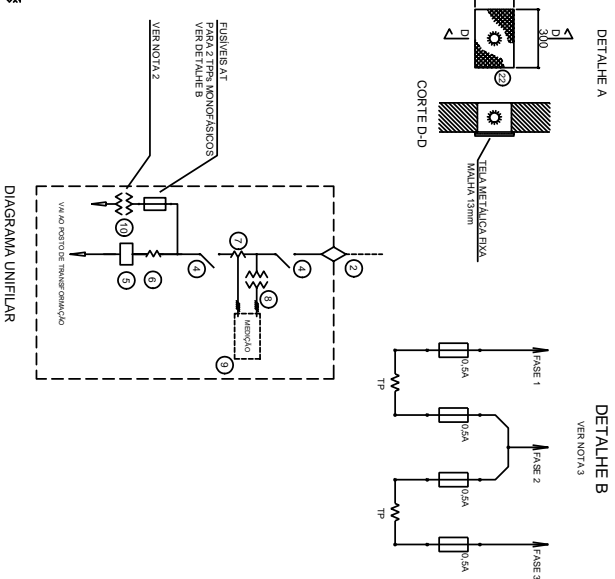 DETALHE A
D
D
300
22
CORTE D-D
TELA METÁLICA FIXA
MALHA 13mm
DETALHE B
VER NOTA 3
FASE 1
FASE 2
FASE 3
0,5A
0,5A
0,5A
0,5A
TP
TP
FUSÍVEIS AT
PARA 2 TPPs MONOFÁSICOS
VER DETALHE B
VER NOTA 2
2
4
7
8
MEDIÇÃO
9
4
10
6
5
VAI AO POSTO DE TRANSFORMAÇÃO
DIAGRAMA UNIFILAR